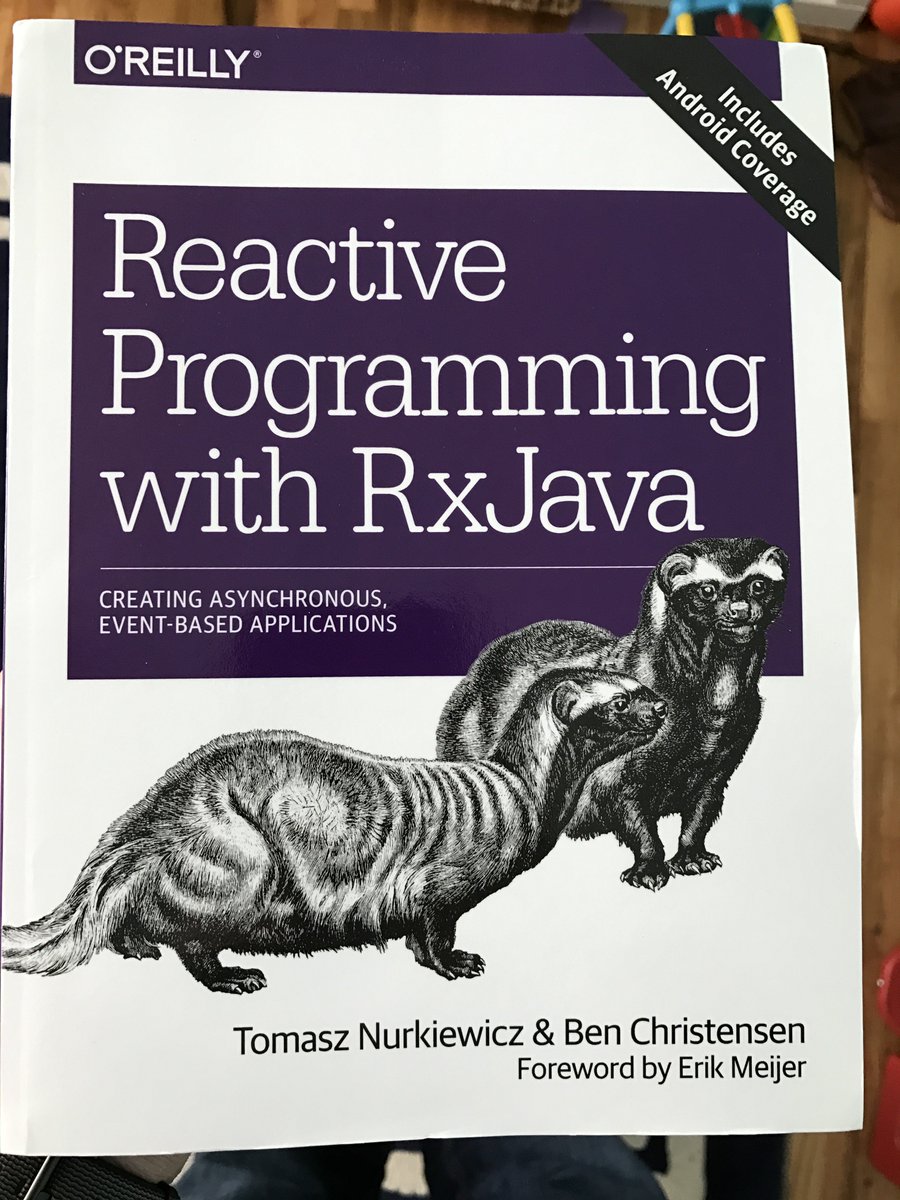 O'REILLY®
Includes
Android Coverage
Reactive
Programming
with RxJava
CREATING ASYNCHRONOUS,
EVENT-BASED APPLICATIONS
Tomasz Nurkiewicz & Ben Christensen
Foreword by Erik Meijer